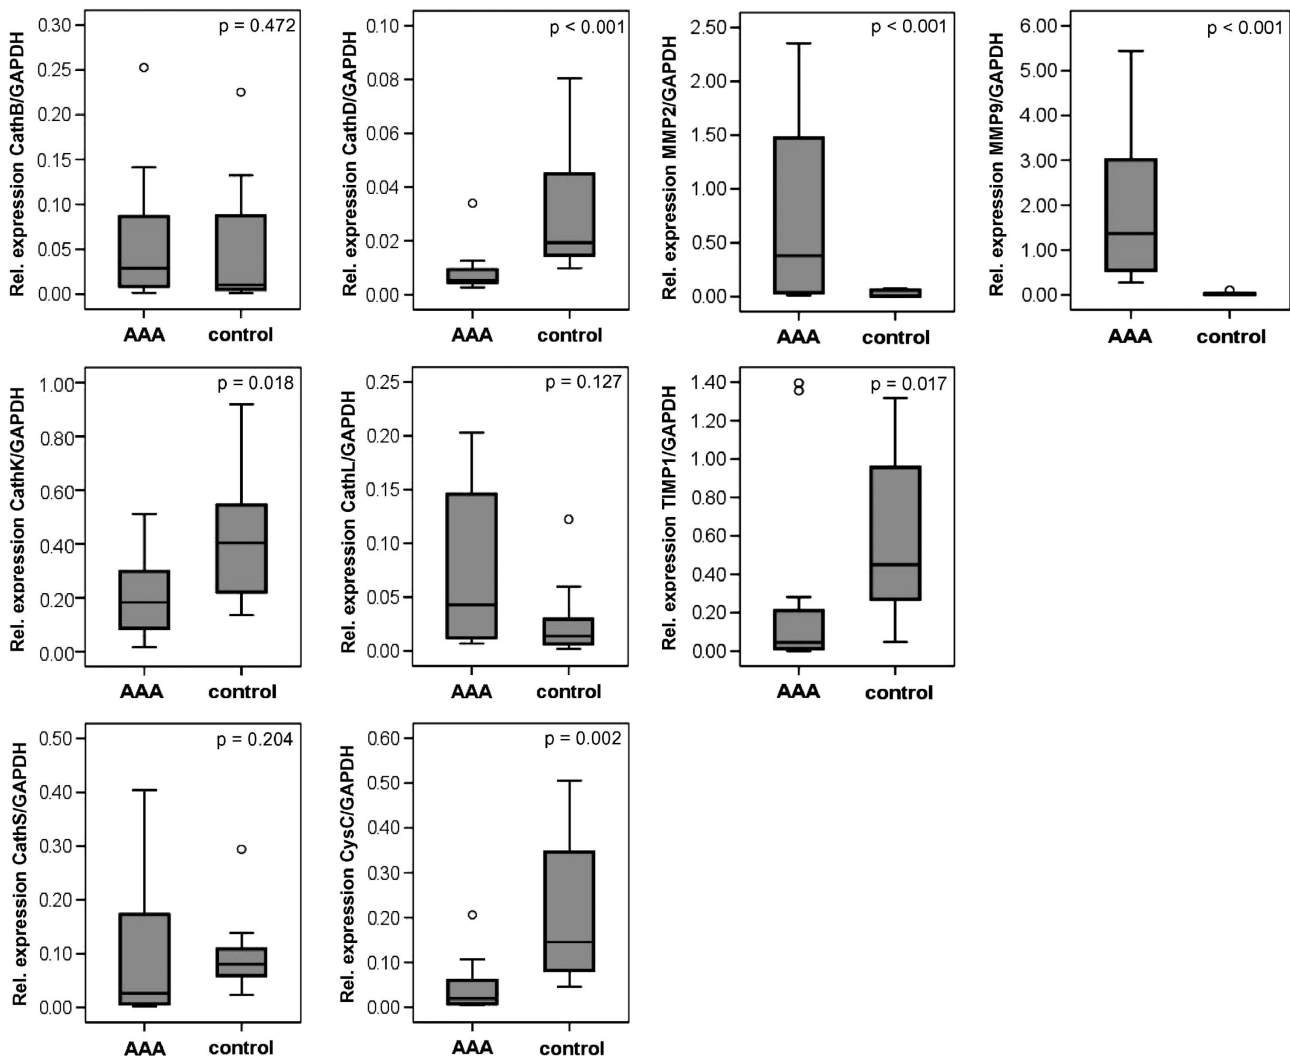 Rel. expression CathB/GAPDH
0.30
0.25
0.20
0.15
0.10
0.05
0.00
p = 0.472
AAA control
Rel. expression CathD/GAPDH
0.10
0.08
0.06
0.04
0.02
0.00
p < 0.001
AAA control
Rel. expression MMP2/GAPDH
2.50
2.00
1.50
1.00
0.50
0.00
p < 0.001
AAA control
Rel. expression MMP9/GAPDH
6.00
5.00
4.00
3.00
2.00
1.00
0.00
p < 0.001
AAA control
Rel. expression CathK/GAPDH
1.00
0.80
0.60
0.40
0.20
0.00
p = 0.018
AAA control
Rel. expression CathL/GAPDH
0.25
0.20
0.15
0.10
0.05
0.00
p = 0.127
AAA control
Rel. expression TIMP1/GAPDH
1.40
1.20
1.00
0.80
0.60
0.40
0.20
0.00
p = 0.017
AAA control
Rel. expression CathS/GAPDH
0.50
0.40
0.30
0.20
0.10
0.00
p = 0.204
AAA control
Rel. expression CysC/GAPDH
0.60
0.50
0.40
0.30
0.20
0.10
0.00
p = 0.002
AAA control